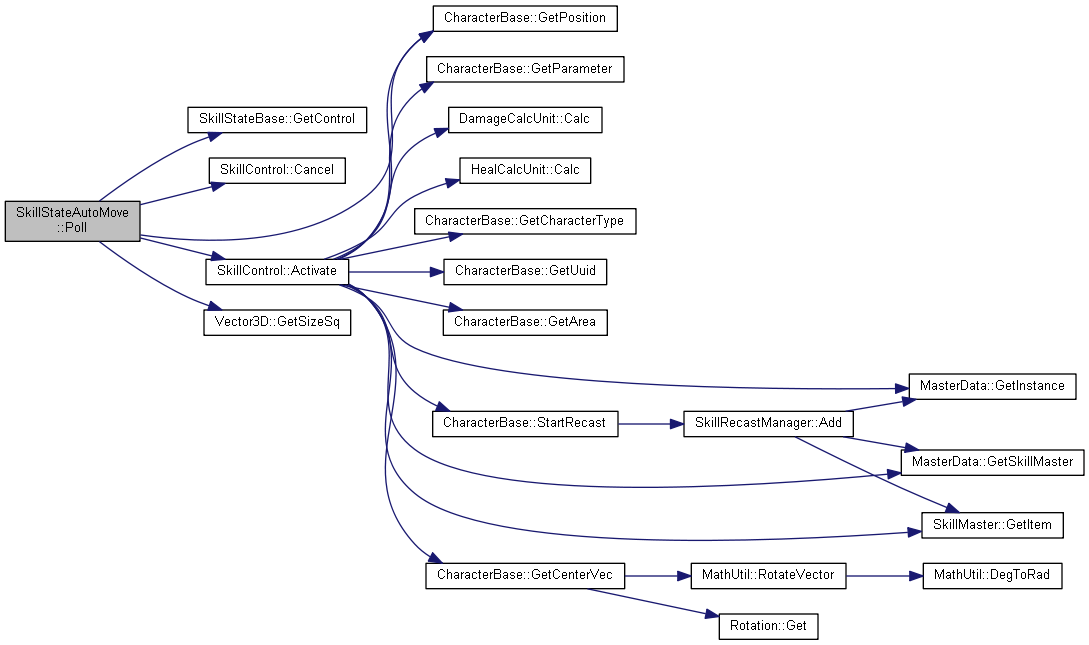 SkillStateAutoMove
::Poll
SkillStateBase::GetControl
SkillControl::Cancel
SkillControl::Activate
Vector3D::GetSizeSq
CharacterBase::GetPosition
CharacterBase::GetParameter
DamageCalcUnit::Calc
HealCalcUnit::Calc
CharacterBase::GetCharacterType
CharacterBase::GetUuid
CharacterBase::GetArea
CharacterBase::StartRecast
CharacterBase::GetCenterVec
SkillRecastManager::Add
MathUtil::RotateVector
Rotation::Get
MasterData::GetInstance
MasterData::GetSkillMaster
SkillMaster::GetItem
MathUtil::DegToRad